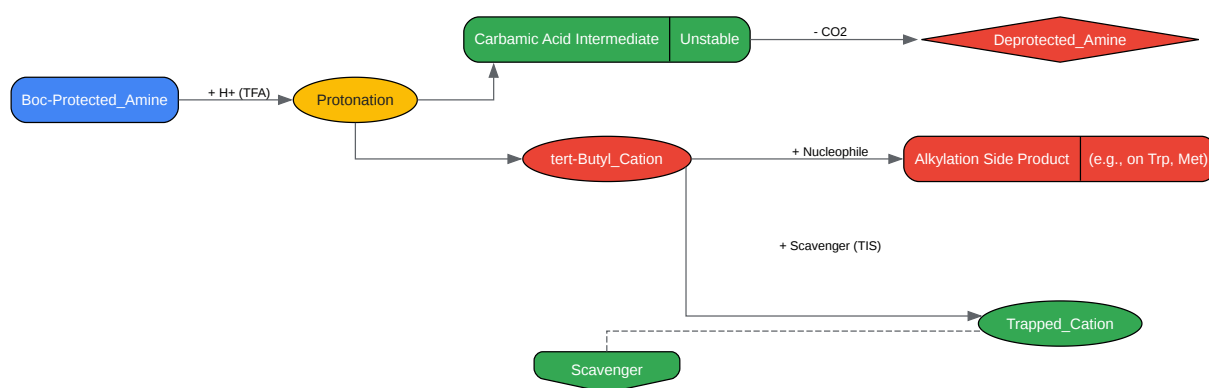 Carbamic Acid Intermediate
Unstable
- CO2
Deprotected_Amine
Boc-Protected_Amine
+ H+ (TFA)
Protonation
tert-Butyl_Cation
+ Nucleophile
Alkylation Side Product
(e.g., on Trp, Met)
+ Scavenger (TIS)
Trapped_Cation
Scavenger